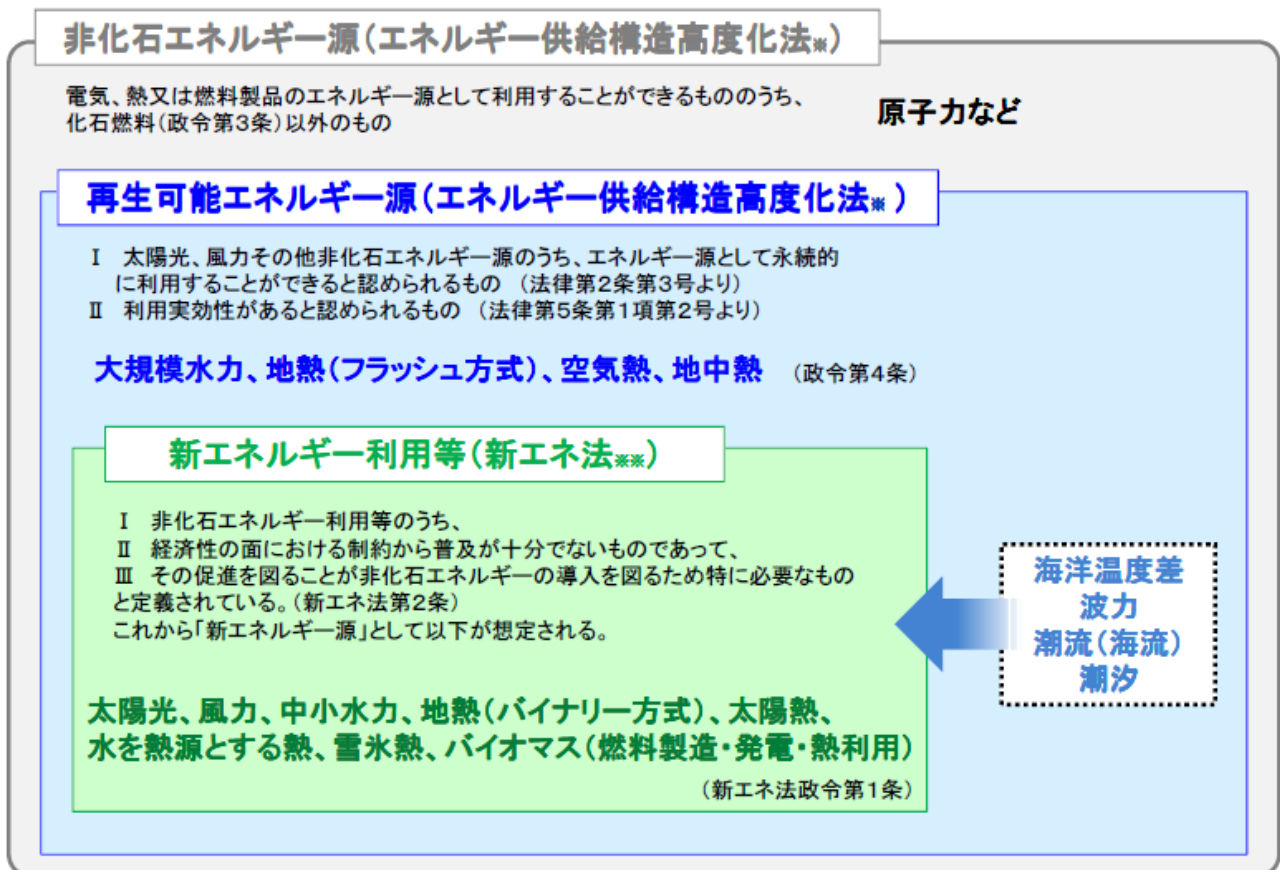 非化石エネルギー源(エネルギー供給構造高度化法※)
電気、熱又は燃料製品のエネルギー源として利用することができるもののうち、
化石燃料(政令第3条)以外のもの
原子力など
再生可能エネルギー源(エネルギー供給構造高度化法※)
Ⅰ 太陽光、風力その他非化石エネルギー源のうち、エネルギー源として永続的
に利用することができると認められるもの (法律第2条第3号より)
Ⅱ 利用実効性があると認められるもの (法律第5条第1項第2号より)
大規模水力、地熱(フラッシュ方式)、空気熱、地中熱 (政令第4条)
新エネルギー利用等(新エネ法※※)
Ⅰ 非化石エネルギー利用等のうち、
Ⅱ 経済性の面における制約から普及が十分でないものであって、
Ⅲ その促進を図ることが非化石エネルギーの導入を図るため特に必要なもの
と定義されている。(新エネ法第2条)
これから「新エネルギー源」として以下が想定される。
太陽光、風力、中小水力、地熱(バイナリー方式)、太陽熱、
水を熱源とする熱、雪氷熱、バイオマス(燃料製造・発電・熱利用)
(新エネ法政令第1条)
海洋温度差
波力
潮流(海流)
潮汐